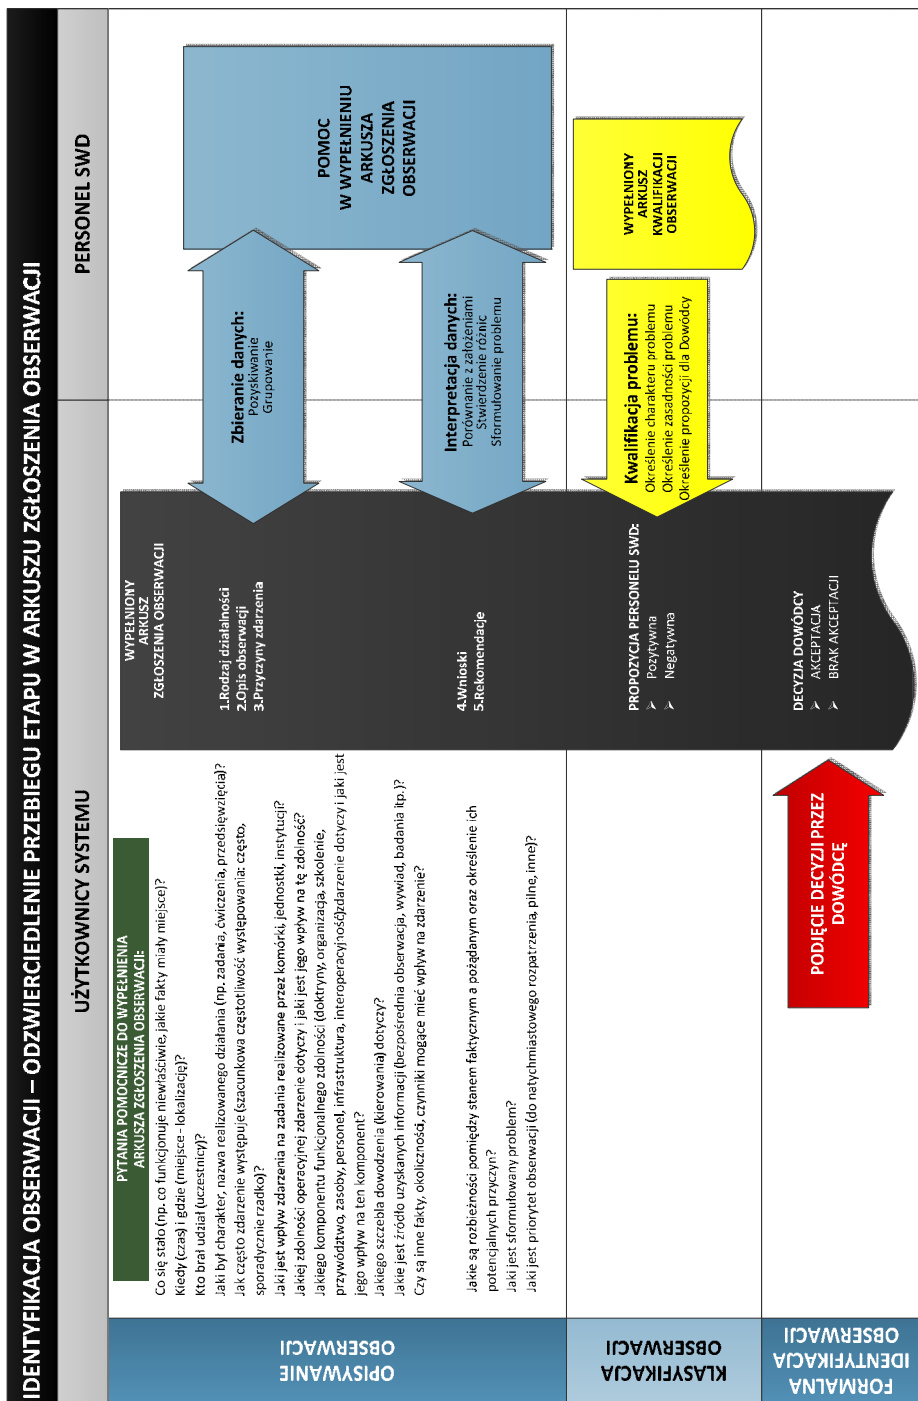 IDENTYFIKACJA OBSERWACJI – ODZWIERCIEDLENIE PRZEBIEGU ETAPU W ARKUSZU ZGŁOSZENIA OBSERWACJI
UŻYTKOWNICY SYSTEMU
PERSONEL SWD
OPISYWANIE
OBSERWACJI
PYTANIA POMOCNICZE DO WYPEŁNIENIA
ARKUSZA ZGŁOSZENIA OBSERWACJI:
Co się stało (np. co funkcjonuje niewłaściwie, jakie fakty miały miejsce)?
Kiedy (czas) i gdzie (miejsce - lokalizację)?
Kto brał udział (uczestnicy)?
Jaki był charakter, nazwa realizowanego działania (np. zadania, ćwiczenia, przedsięwzięcia)?
Jak często zdarzenie występuje (szacunkowa częstotliwość występowania: często,
sporadycznie rzadko)?
Jaki jest wpływ zdarzenia na zadania realizowane przez komórki, jednostki, instytucji?
Jakiej zdolności operacyjnej zdarzenie dotyczy i jaki jest jego wpływ na tę zdolność?
Jakiego komponentu funkcjonalnego zdolności (doktryny, organizacja, szkolenie,
przywództwo, zasoby, personel, infrastruktura, interoperacyjność)zdarzenie dotyczy i jaki jest
jego wpływ na ten komponent?
Jakiego szczebla dowodzenia (kierowania) dotyczy?
Jakie jest źródło uzyskanych informacji (bezpośrednia obserwacja, wywiad, badania itp.)?
Czy są inne fakty, okoliczności, czynniki mogące mieć wpływ na zdarzenie?
Jakie są rozbieżności pomiędzy stanem faktycznym a pożądanym oraz określenie ich
potencjalnych przyczyn?
Jaki jest sformułowany problem?
Jaki jest priorytet obserwacji (do natychmiastowego rozpatrzenia, pilne, inne)?
WYPEŁNIONY
ARKUSZ
ZGŁOSZENIA OBSERWACJI
1.Rodzaj działalności
2.Opis obserwacji
3.Przyczyny zdarzenia
4.Wnioski
5.Rekomendacje
Zbieranie danych:
Pozyskiwanie
Grupowanie
Interpretacja danych:
Porównanie z założeniami
Stwierdzenie różnic
Sformułowanie problemu
POMOC
W WYPEŁNIENIU
ARKUSZA
ZGŁOSZENIA
OBSERWACJI
KLASYFIKACJA
OBSERWACJI
PROPOZYCJA PERSONELU SWD:
➢ Pozytywna
➢ Negatywna
Kwalifikacja problemu:
Określenie charakteru problemu
Określenie zasadności problemu
Określenie propozycji dla Dowódcy
WYPEŁNIONY
ARKUSZ
KWALIFIKACJI
OBSERWACJI
FORMALNA
IDENTYFIKACJA
OBSERWACJI
PODJĘCIE DECYZJI PRZEZ
DOWÓDCĘ
DECYZJA DOWÓDCY
➢ AKCEPTACJA
➢ BRAK AKCEPTACJI